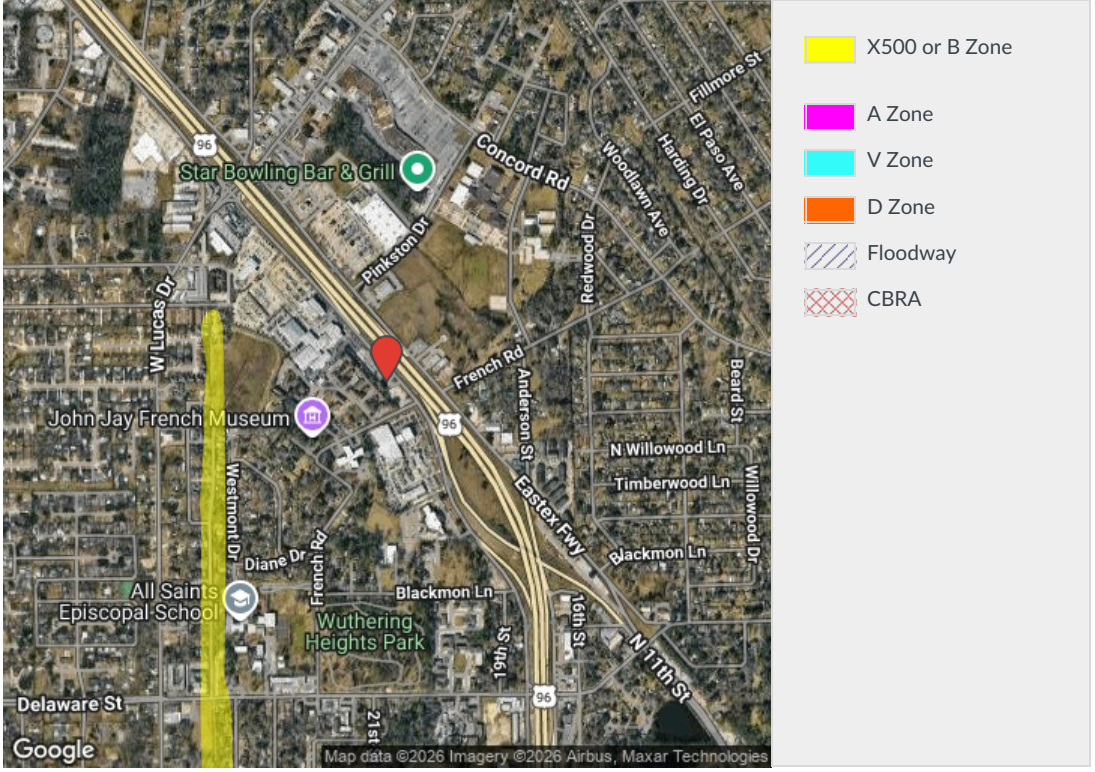 Fillmore St
El Paso Ave
Harding Dr
Woodlawn Ave
Concord Rd
96
Star Bowling Bar & Grill
Pinkston Dr
Redwood Dr
W Lucas Dr
French Rd
Anderson St
Beard St
John Jay French Museum
96
N Willowood Ln
Timberwood Ln
Willowood Dr
Westmont Dr
Eastex Fwy
Blackmon Ln
Diane Dr
French Rd
All Saints
Episcopal School
Blackmon Ln
Wuthering
Heights Park
16th St
19th St
N 11th St
96
Delaware St
21st
Google
Map data ©2026 Imagery ©2026 Airbus, Maxar Technologies
X500 or B Zone
A Zone
V Zone
D Zone
Floodway
CBRA